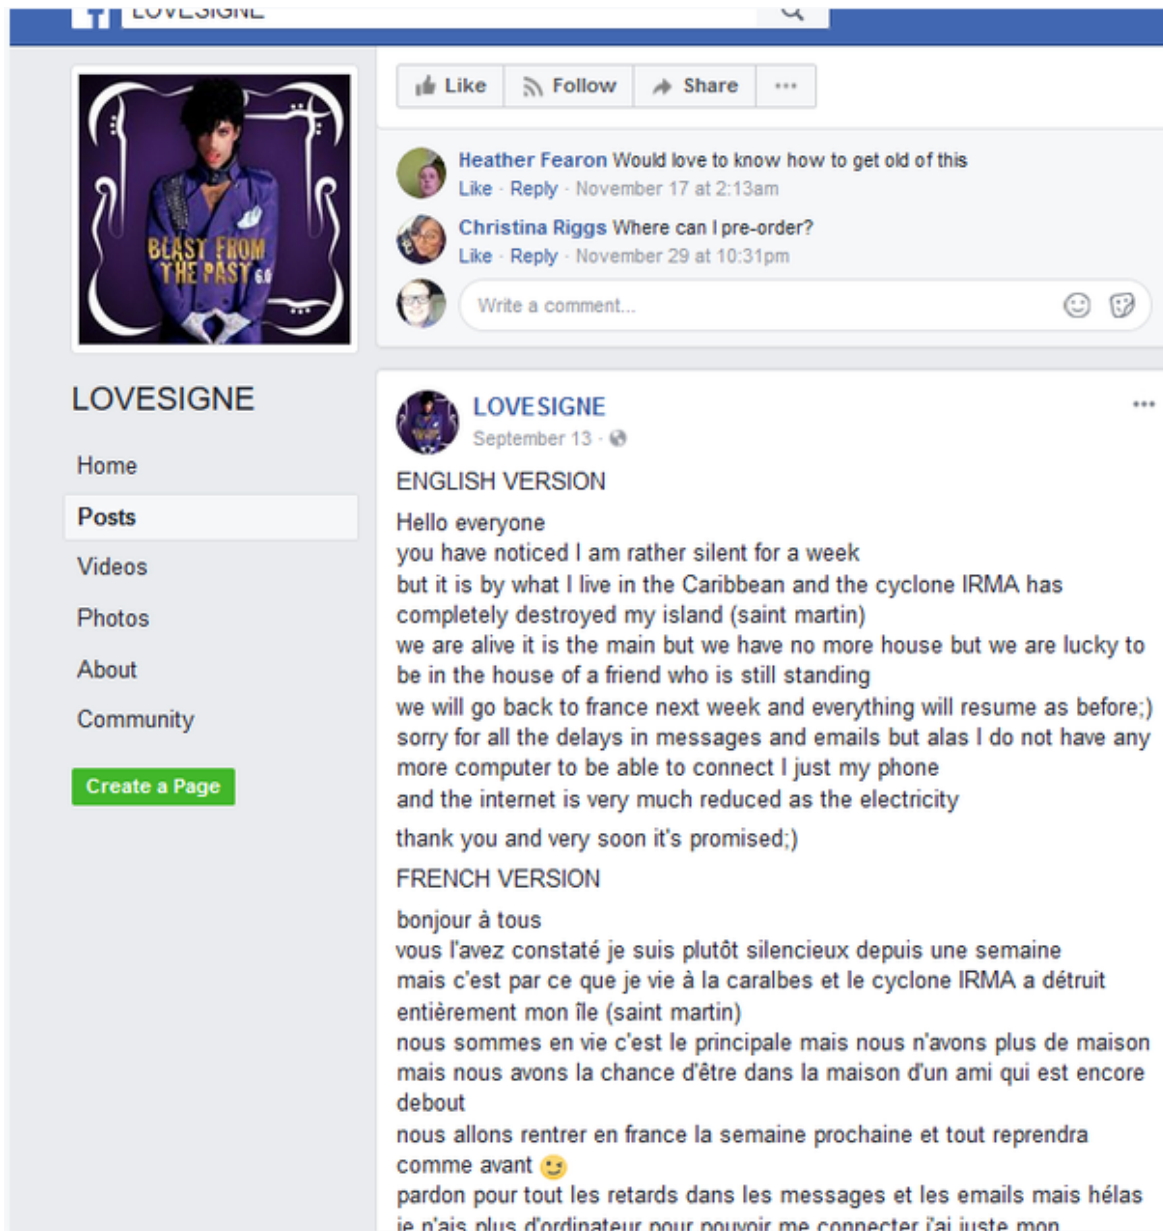 LOVESIGNE
Like Follow Share
BLAST FROM
THE PAST 6.0
Heather Fearon Would love to know how to get old of this
Like · Reply · November 17 at 2:13am
Christina Riggs Where can I pre-order?
Like · Reply · November 29 at 10:31pm
Write a comment...
LOVESIGNE
Home
Posts
Videos
Photos
About
Community
Create a Page
LOVESIGNE
September 13 ·
ENGLISH VERSION
Hello everyone
you have noticed I am rather silent for a week
but it is by what I live in the Caribbean and the cyclone IRMA has
completely destroyed my island (saint martin)
we are alive it is the main but we have no more house but we are lucky to
be in the house of a friend who is still standing
we will go back to france next week and everything will resume as before;)
sorry for all the delays in messages and emails but alas I do not have any
more computer to be able to connect I just my phone
and the internet is very much reduced as the electricity
thank you and very soon it's promised;)
FRENCH VERSION
bonjour à tous
vous l'avez constaté je suis plutôt silencieux depuis une semaine
mais c'est par ce que je vie à la caraïbes et le cyclone IRMA a détruit
entièrement mon île (saint martin)
nous sommes en vie c'est le principale mais nous n'avons plus de maison
mais nous avons la chance d'être dans la maison d'un ami qui est encore
debout
nous allons rentrer en france la semaine prochaine et tout reprendra
comme avant 😉
pardon pour tout les retards dans les messages et les emails mais hélas
je n'ais plus d'ordinateur pour pouvoir me connecter j'ai juste mon